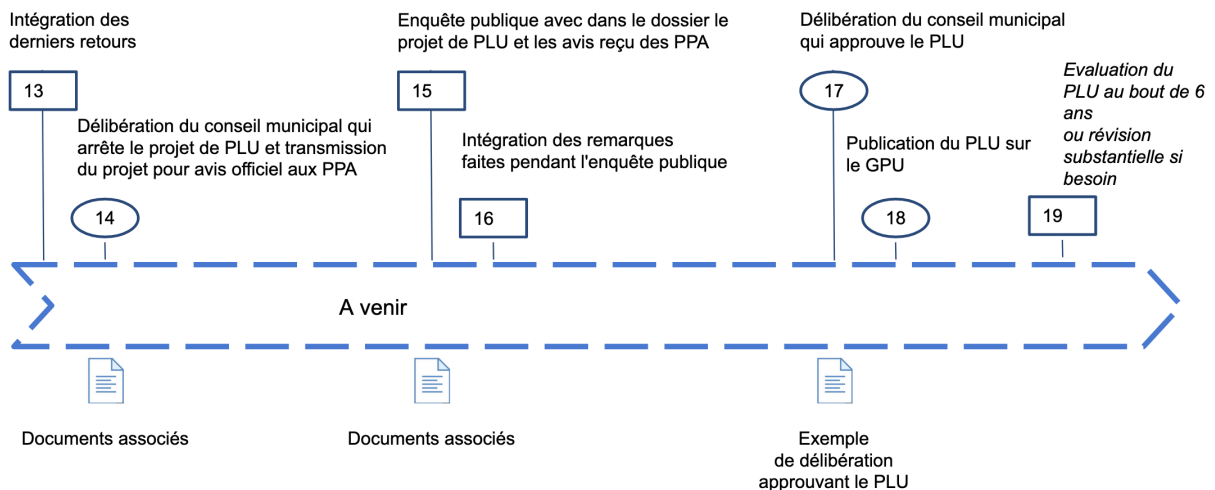 Intégration des
derniers retours
13
Délibération du conseil municipal qui
arrête le projet de PLU et transmission
du projet pour avis officiel aux PPA
14
Enquête publique avec dans le dossier le
projet de PLU et les avis reçu des PPA
15
Intégration des remarques
faites pendant l'enquête publique
16
Délibération du conseil municipal
qui approuve le PLU
17
Publication du PLU sur
le GPU
18
Evaluation du
PLU au bout de 6
ans
ou révision
substantielle si
besoin
19
A venir
Documents associés
Documents associés
Exemple
de délibération
approuvant le PLU